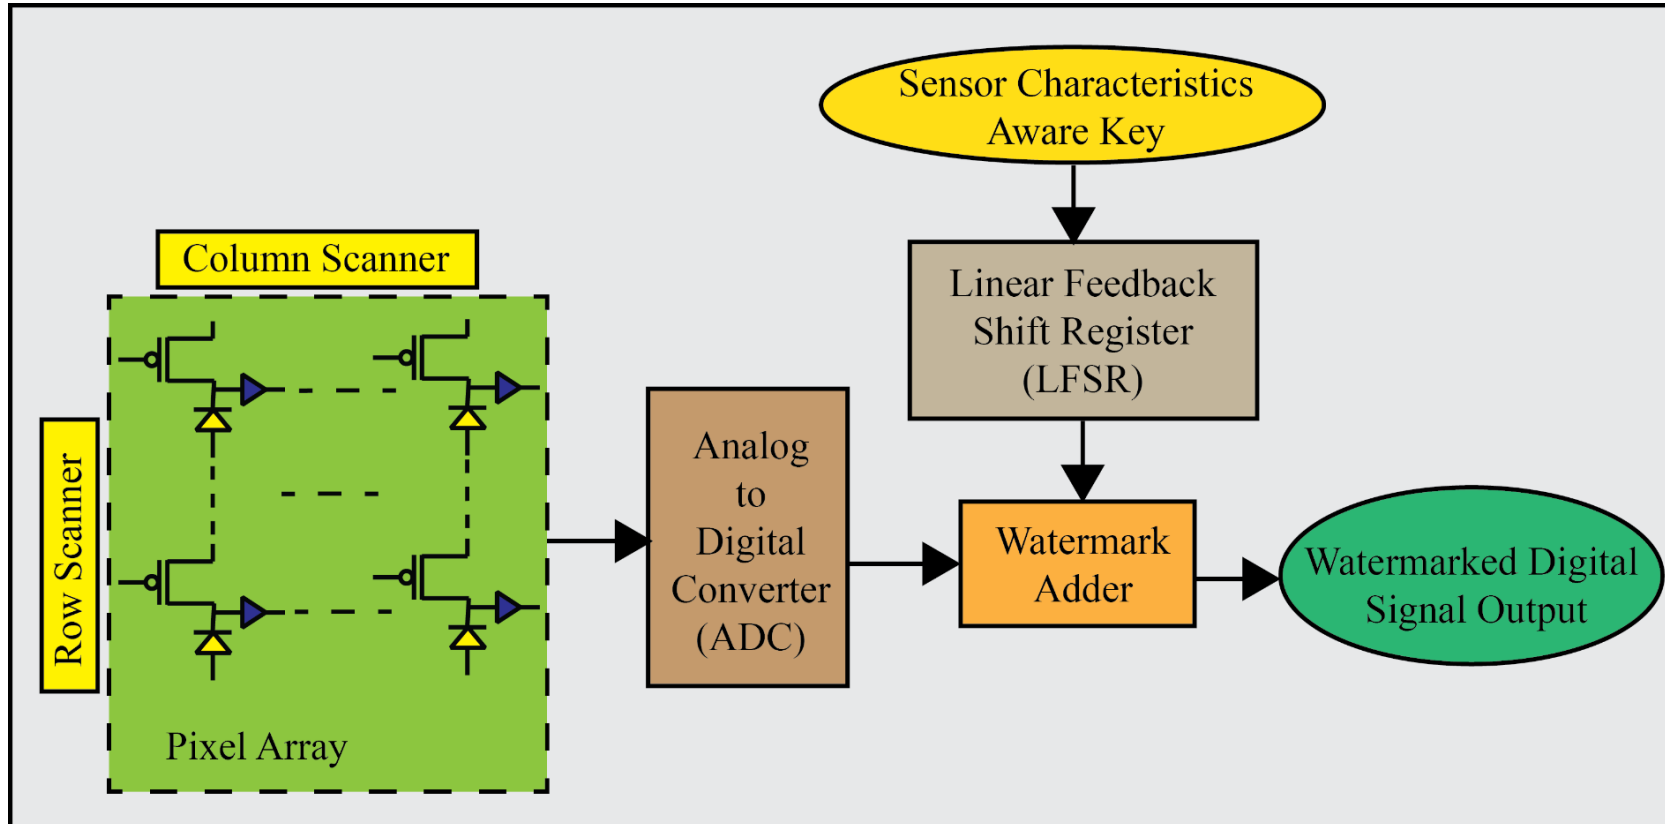 Sensor Characteristics
Aware Key
Column Scanner
Linear Feedback
Shift Register
(LFSR)
Row Scanner
Analog
to
Digital
Converter
(ADC)
Watermark
Adder
Watermarked Digital
Signal Output
Pixel Array